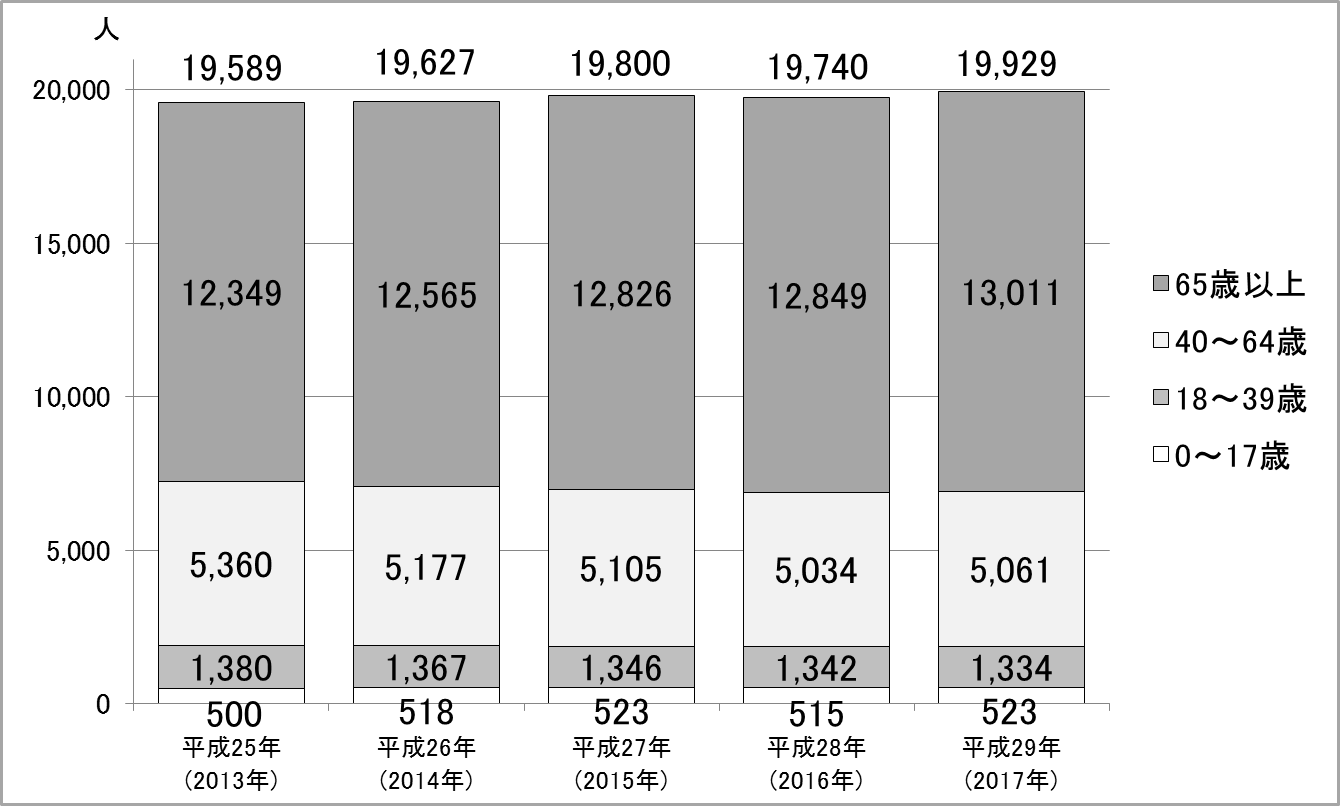 人
19,589 19,627 19,800 19,740 19,929
20,000
15,000
12,349 12,565 12,826 12,849 13,011
10,000
5,000
5,360 5,177 5,105 5,034 5,061
1,380 1,367 1,346 1,342 1,334
0
500 518 523 515 523
平成25年 平成26年 平成27年 平成28年 平成29年
(2013年) (2014年) (2015年) (2016年) (2017年)
65歳以上
40～64歳
18～39歳
0～17歳